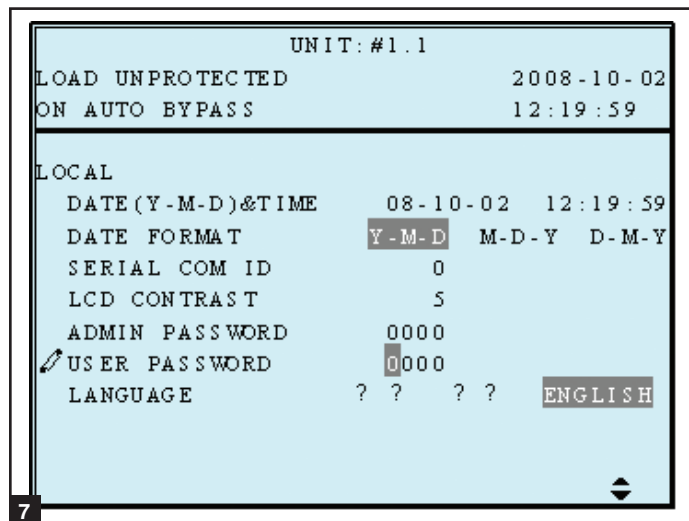 UNIT:#1.1
LOAD UNPROTECTED 2008-10-02
ON AUTO BYPASS 12:19:59
LOCAL
DATE(Y-M-D)&TIME 08-10-02 12:19:59
DATE FORMAT Y-M-D M-D-Y D-M-Y
SERIAL COM ID 0
LCD CONTRAST 5
ADMIN PASSWORD 0000
USER PASSWORD 0000
LANGUAGE ? ? ? ? ENGLISH
7